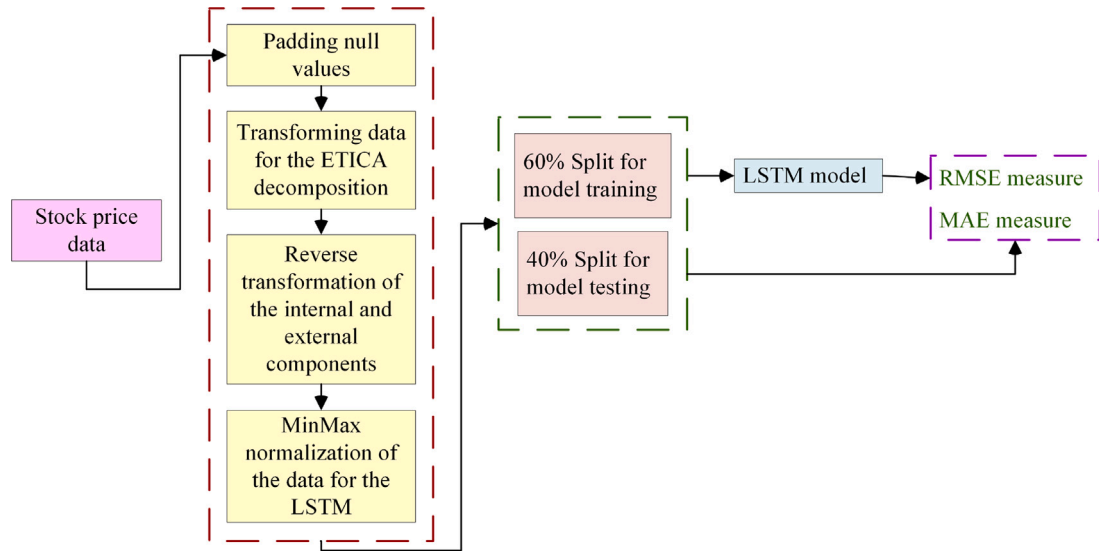 Stock price
data
Padding null
values
Transforming data
for the ETICA
decomposition
Reverse
transformation of
the internal and
external
components
MinMax
normalization of
the data for the
LSTM
60% Split for
model training
40% Split for
model testing
LSTM model
RMSE measure
MAE measure